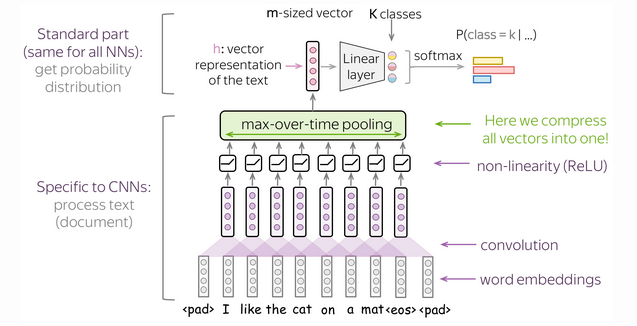 m-sized vector
K classes
P(class = k | ...)
Standard part
(same for all NNs):
get probability
distribution
h: vector
representation
of the text
Linear
layer
softmax
max-over-time pooling
Here we compress
all vectors into one!
non-linearity (ReLU)
Specific to CNNs:
process text
(document)
convolution
word embeddings
<pad> I like the cat on a mat <eos> <pad>